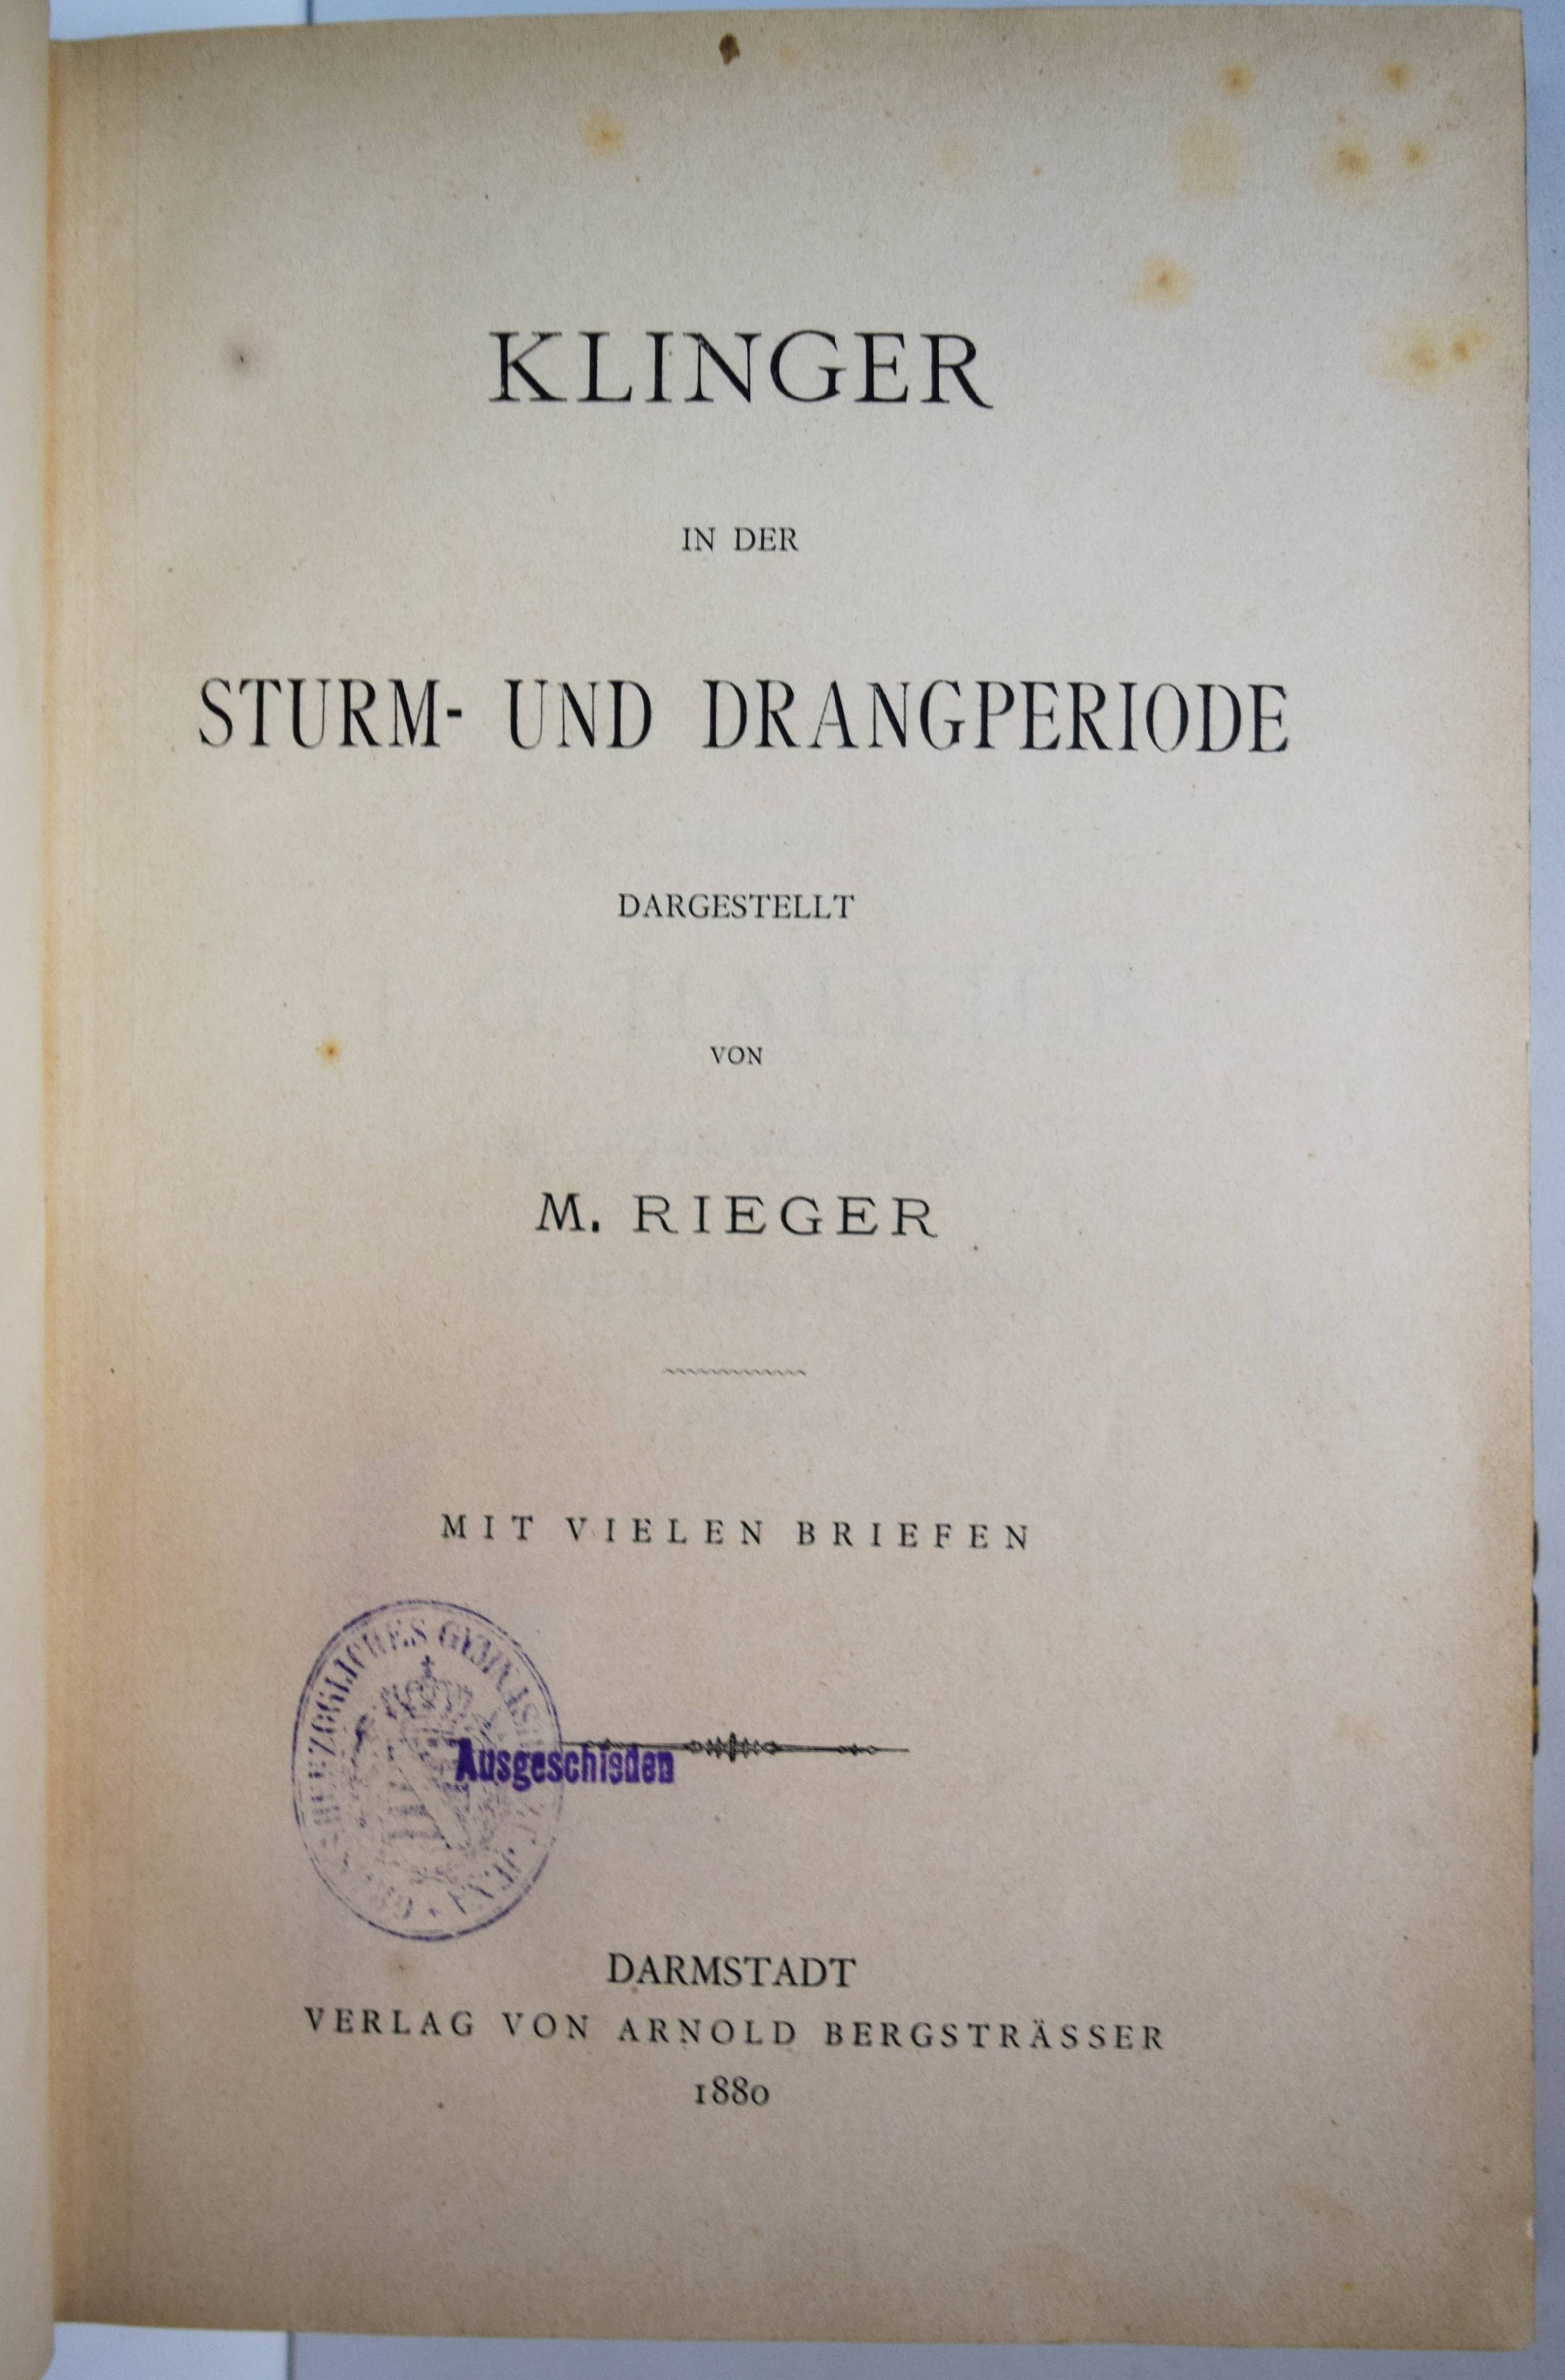 KLINGER
IN DER
STURM- UND DRANGPERIODE
DARGESTELLT
VON
M. RIEGER
MIT VIELEN BRIEFEN
Ausgeschieden
DARMSTADT
VERLAG VON ARNOLD BERGSTRÄSSER
1880